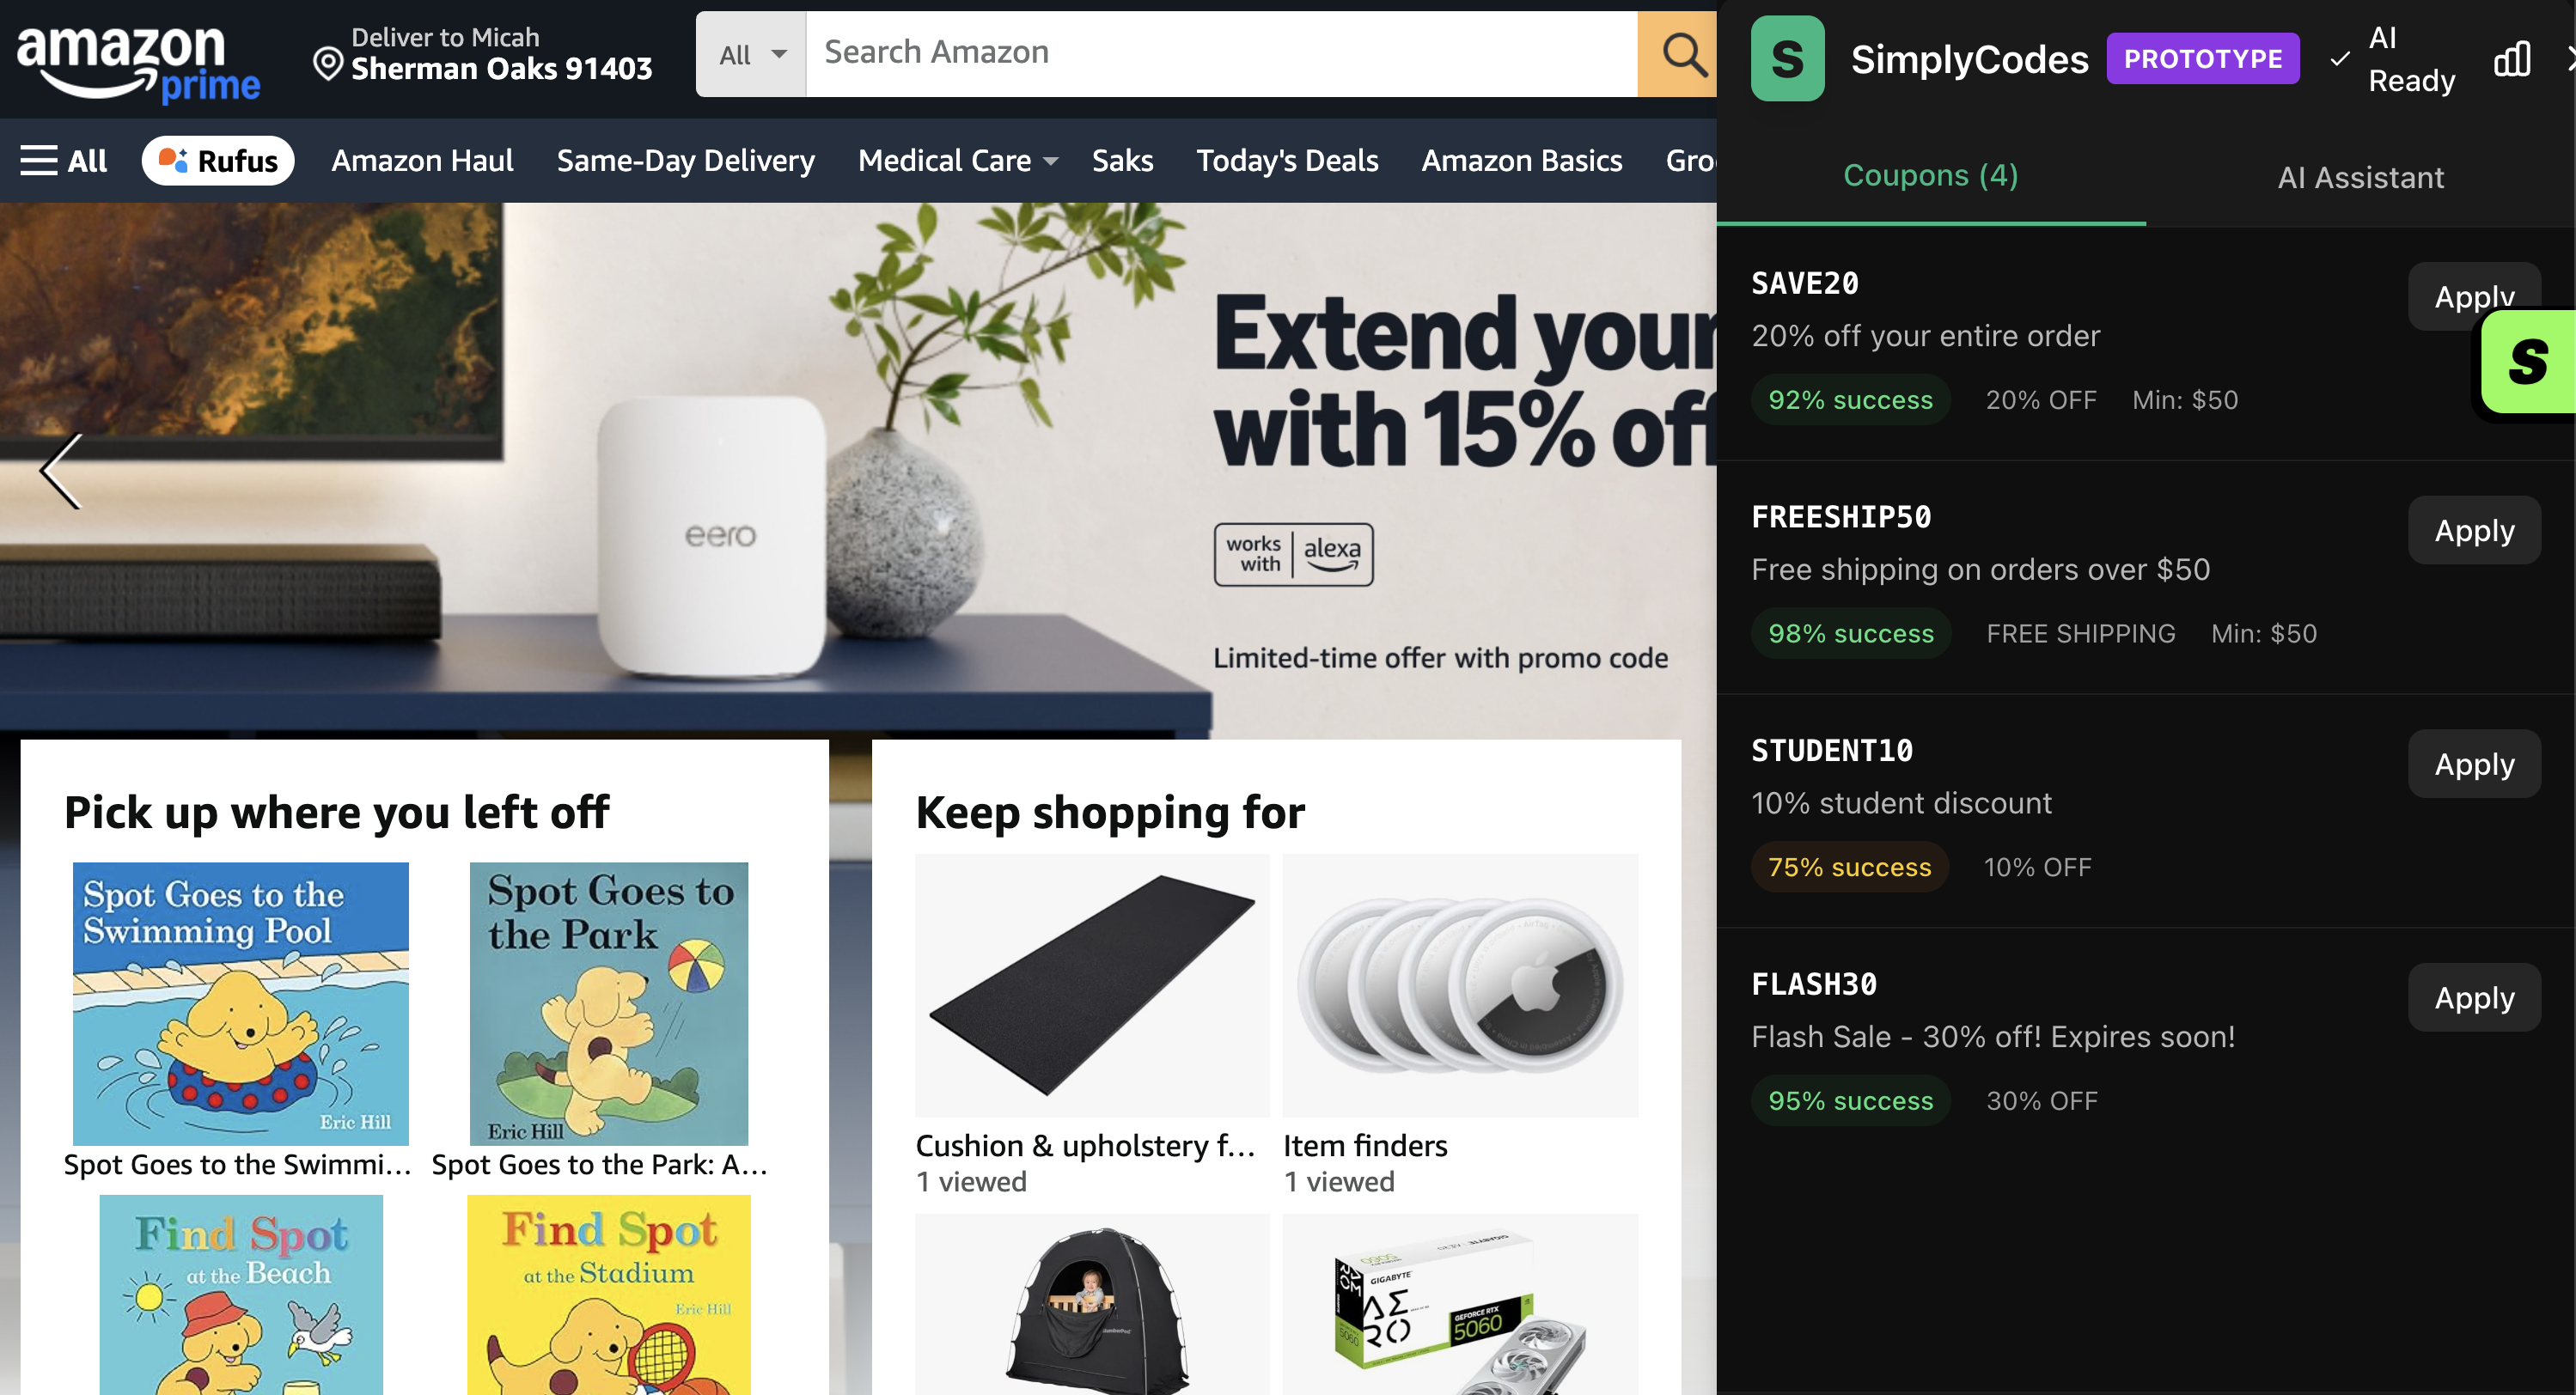 amazon
prime
Deliver to Micah
Sherman Oaks 91403
All
Search Amazon
All
Rufus
Amazon Haul
Same-Day Delivery
Medical Care
Saks
Today's Deals
Amazon Basics
Gro
Extend your
with 15% off
eero
works with
alexa
Limited-time offer with promo code
Pick up where you left off
Spot Goes to the
Swimming Pool
Eric Hill
Spot Goes to the Swimmi...
Spot Goes to
the Park
Eric Hill
Spot Goes to the Park: A...
Find Spot
at the Beach
Find Spot
at the Stadium
Eric Hill
Keep shopping for
Cushion & upholstery f...
1 viewed
Item finders
1 viewed
GIGABYTE
GEFORCE RTX
5060
S
SimplyCodes
PROTOTYPE
AI
Ready
Coupons (4)
AI Assistant
SAVE20
Apply
20% off your entire order
92% success
20% OFF
Min: $50
S
FREESHIP50
Apply
Free shipping on orders over $50
98% success
FREE SHIPPING
Min: $50
STUDENT10
Apply
10% student discount
75% success
10% OFF
FLASH30
Apply
Flash Sale - 30% off! Expires soon!
95% success
30% OFF